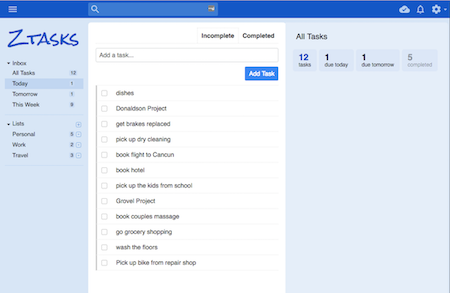 Ztasks
Inbox
All Tasks 12
Today 1
Tomorrow 1
This Week 9
Lists
Personal 5
Work 2
Travel 3
Incomplete Completed
Add a task...
Add Task
dishes
Donaldson Project
get brakes replaced
pick up dry cleaning
book flight to Cancun
book hotel
pick up the kids from school
Grovel Project
book couples massage
go grocery shopping
wash the floors
Pick up bike from repair shop
All Tasks
12 1 1 5
tasks due today due tomorrow completed